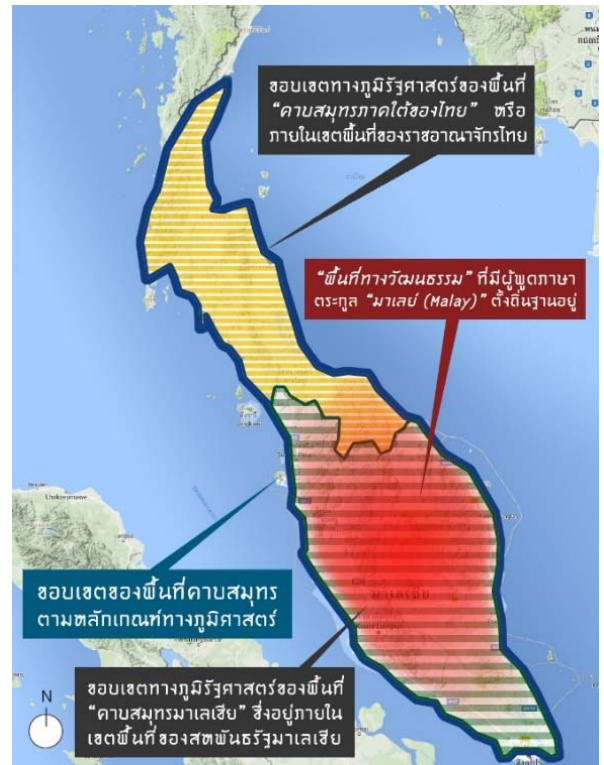 ขอบเขตทางภูมิรัฐศาสตร์ของพื้นที่
“คาบสมุทรภาคใต้ของไทย” หรือ
ภายในเขตพื้นที่ของราชอาณาจักรไทย
“พื้นที่ทางวัฒนธรรม” ที่มีผู้พูดภาษา
ตระกูล “มาเลย์ (Malay)” ตั้งถิ่นฐานอยู่
มาเลเซีย
ขอบเขตของพื้นที่คาบสมุทร
ตามหลักเกณฑ์ทางภูมิศาสตร์
ขอบเขตทางภูมิรัฐศาสตร์ของพื้นที่
“คาบสมุทรมาเลเซีย” ซึ่งอยู่ภายใน
เขตพื้นที่ของสหพันธรัฐมาเลเซีย
N